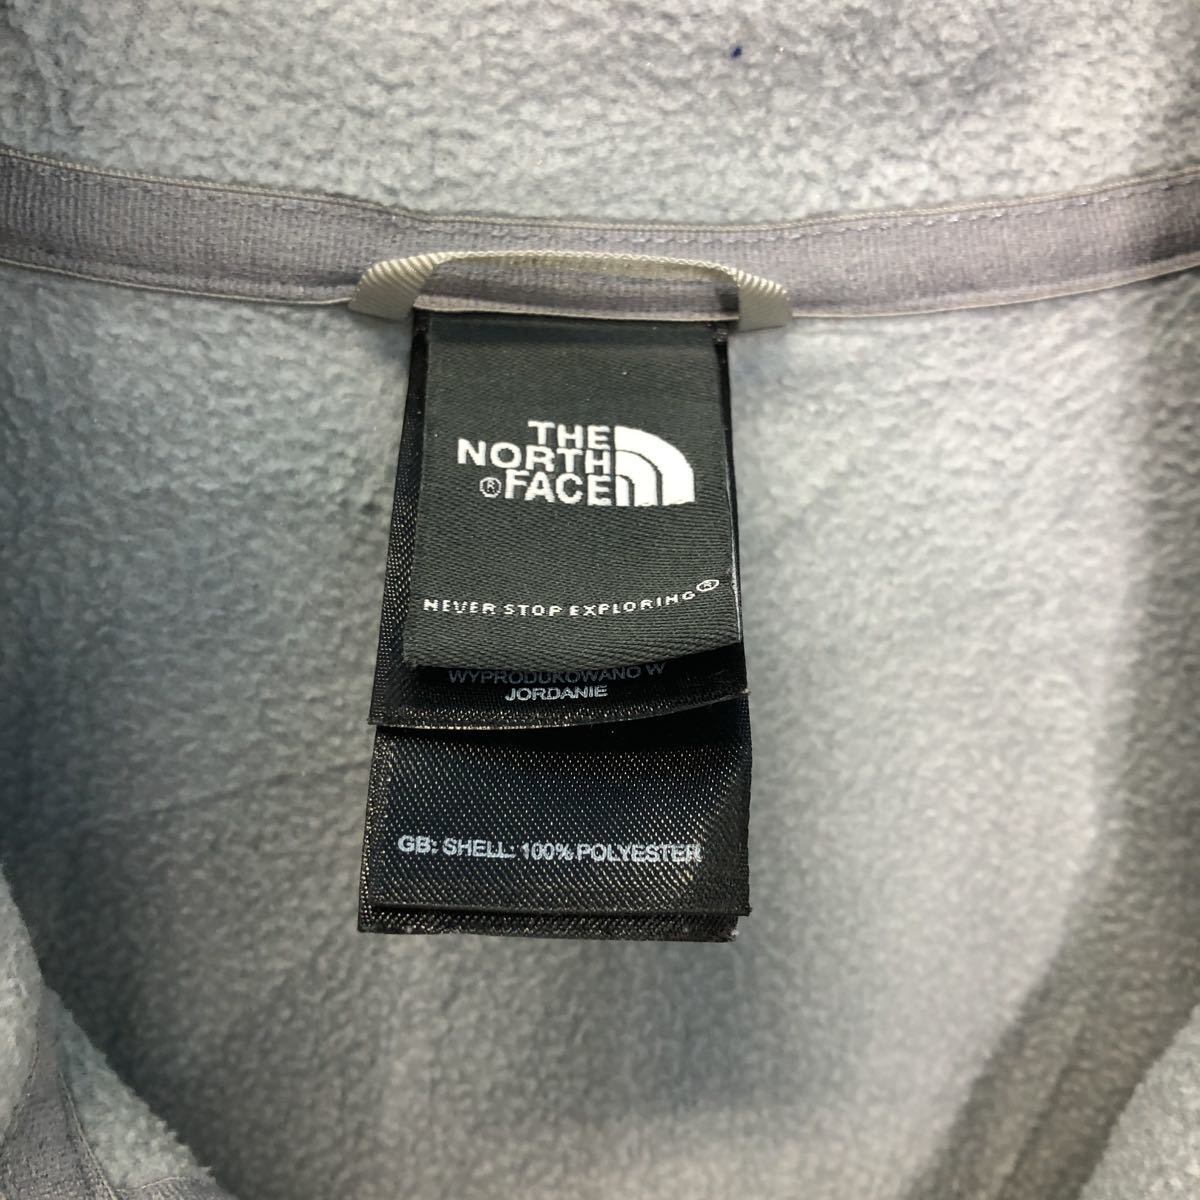 THE
NORTH
® FACE
NEVER STOP EXPLORING®
WYPRODUKOWANO W
JORDANIE
GB: SHELL: 100% POLYESTER